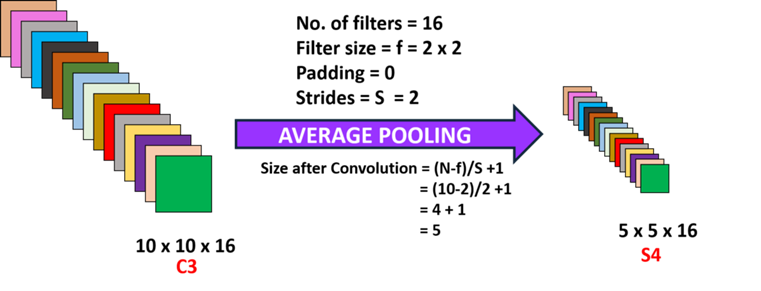 No. of filters = 16
Filter size = f = 2 x 2
Padding = 0
Strides = S = 2
AVERAGE POOLING
Size after Convolution = (N-f)/S +1
= (10-2)/2 +1
= 4 + 1
= 5
10 x 10 x 16
C3
5 x 5 x 16
S4